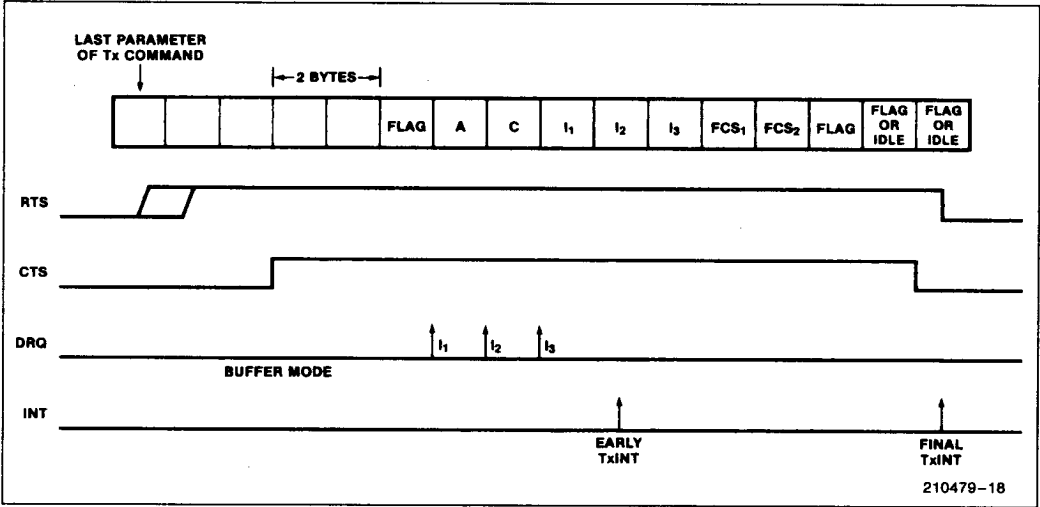 LAST PARAMETER
OF Tx COMMAND
2 BYTES
FLAG A C I₁ I₂ I₃ FCS₁ FCS₂ FLAG FLAG OR IDLE FLAG OR IDLE
RTS
CTS
DRQ I₁ I₂ I₃
BUFFER MODE
INT
EARLY
TxINT
FINAL
TxINT
210479-18